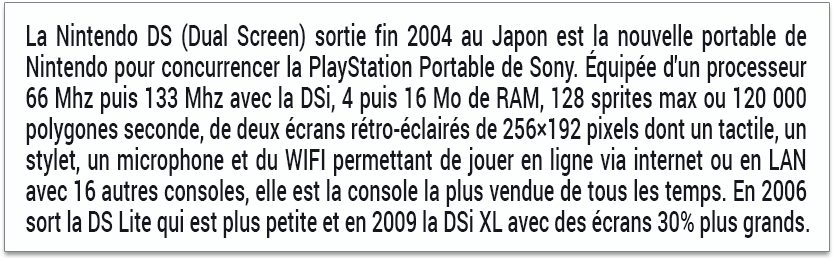 La Nintendo DS (Dual Screen) sortie fin 2004 au Japon est la nouvelle portable de
Nintendo pour concurrencer la PlayStation Portable de Sony. Équipée d'un processeur
66 Mhz puis 133 Mhz avec la DSi, 4 puis 16 Mo de RAM, 128 sprites max ou 120 000
polygones seconde, de deux écrans rétro-éclairés de 256×192 pixels dont un tactile, un
stylet, un microphone et du WIFI permettant de jouer en ligne via internet ou en LAN
avec 16 autres consoles, elle est la console la plus vendue de tous les temps. En 2006
sort la DS Lite qui est plus petite et en 2009 la DSi XL avec des écrans 30% plus grands.